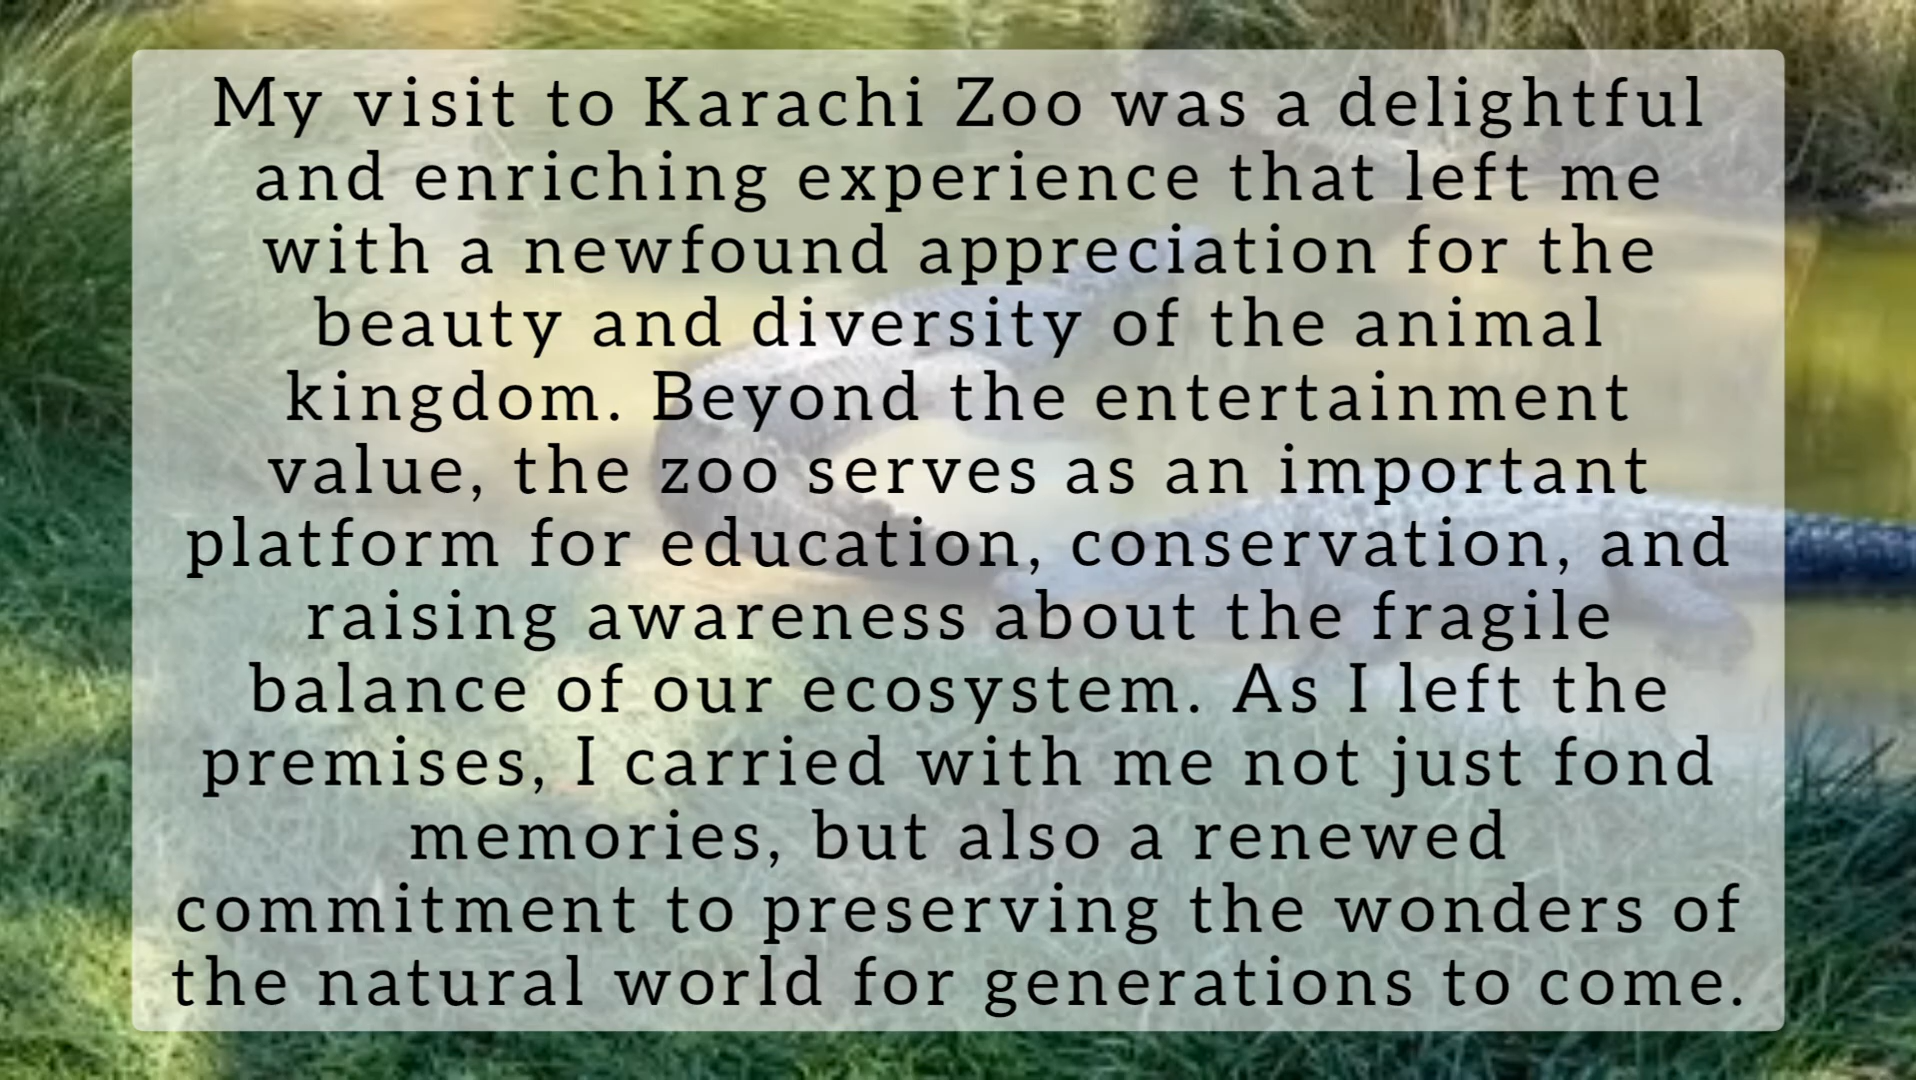 My visit to Karachi Zoo was a delightful
and enriching experience that left me
with a newfound appreciation for the
beauty and diversity of the animal
kingdom. Beyond the entertainment
value, the zoo serves as an important
platform for education, conservation, and
raising awareness about the fragile
balance of our ecosystem. As I left the
premises, I carried with me not just fond
memories, but also a renewed
commitment to preserving the wonders of
the natural world for generations to come.